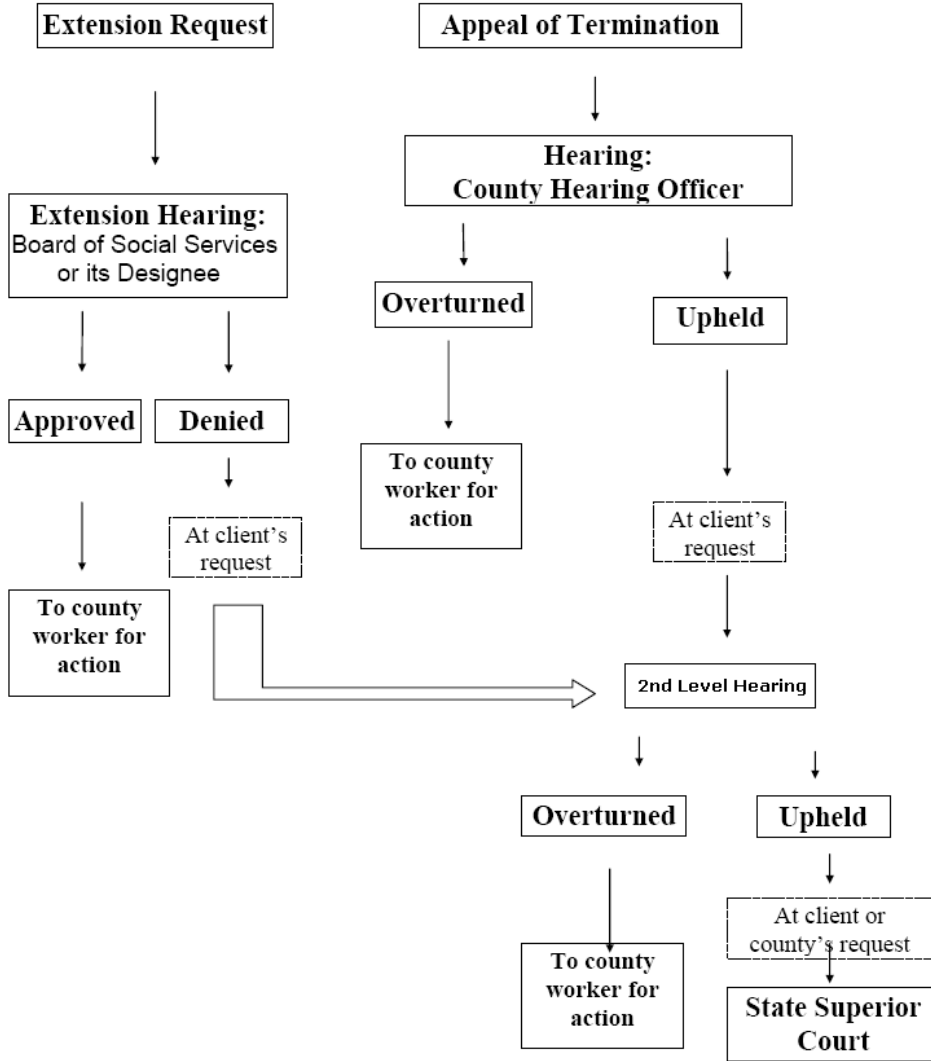 Extension Request
Appeal of Termination
Hearing:
County Hearing Officer
Extension Hearing:
Board of Social Services
or its Designee
Overturned
Upheld
Approved
Denied
To county
worker for
action
At client's
request
At client's
request
To county
worker for
action
2nd Level Hearing
Overturned
Upheld
At client or
county's request
To county
worker for
action
State Superior
Court